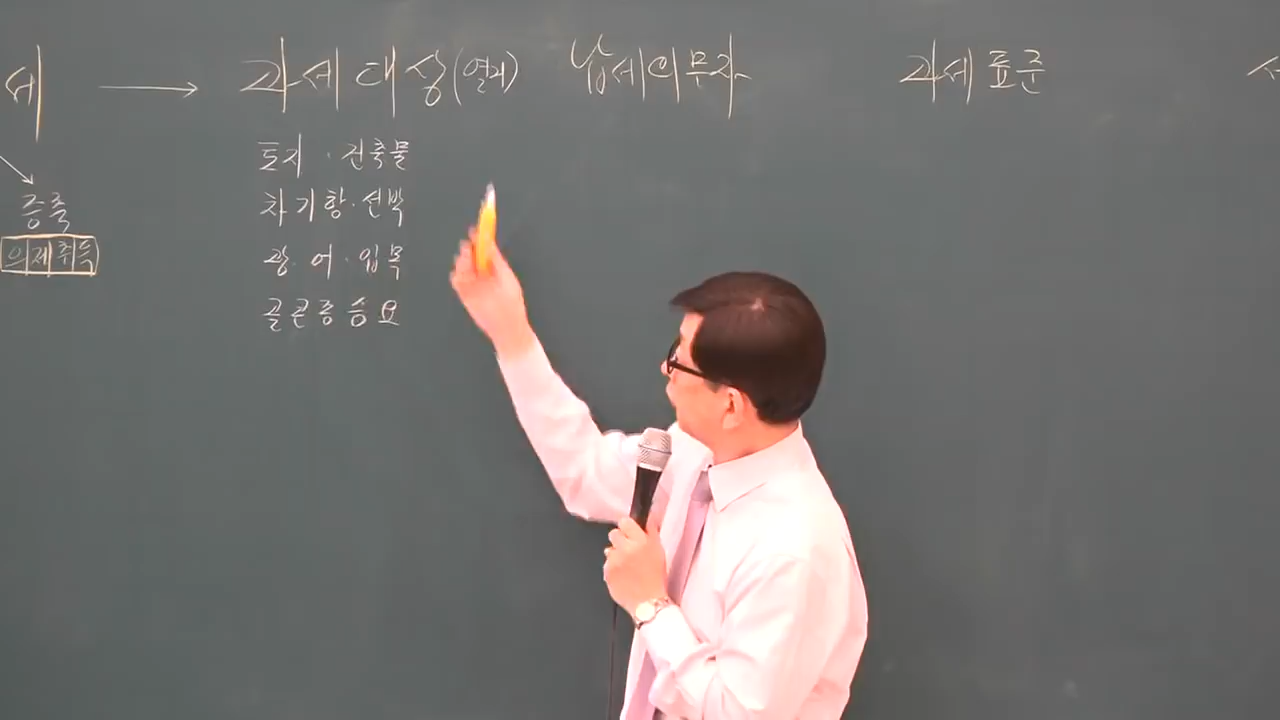 세 → 과세대상(열거) 납세의무자 과세표준 세
토지 · 건축물
차기항 · 선박
광 · 어 · 입목
골콘종승요
증축
의제취득